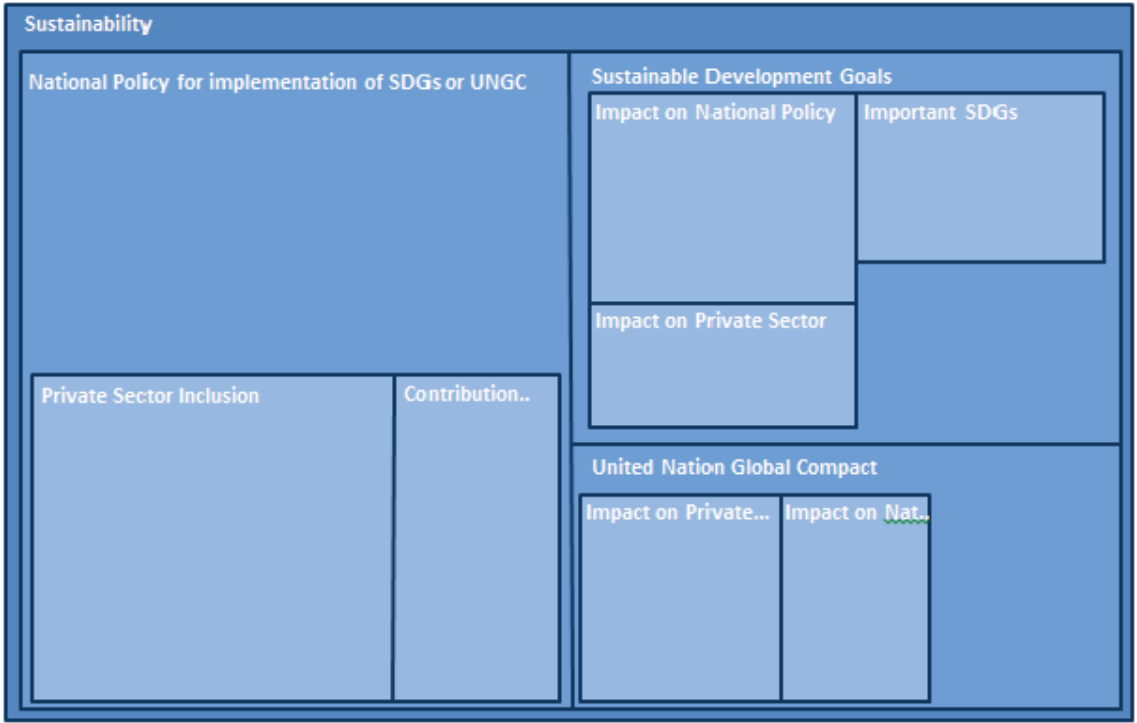 Sustainability
National Policy for implementation of SDGs or UNGC
Private Sector Inclusion
Contribution..
Sustainable Development Goals
Impact on National Policy
Important SDGs
Impact on Private Sector
United Nation Global Compact
Impact on Private...
Impact on Nat..